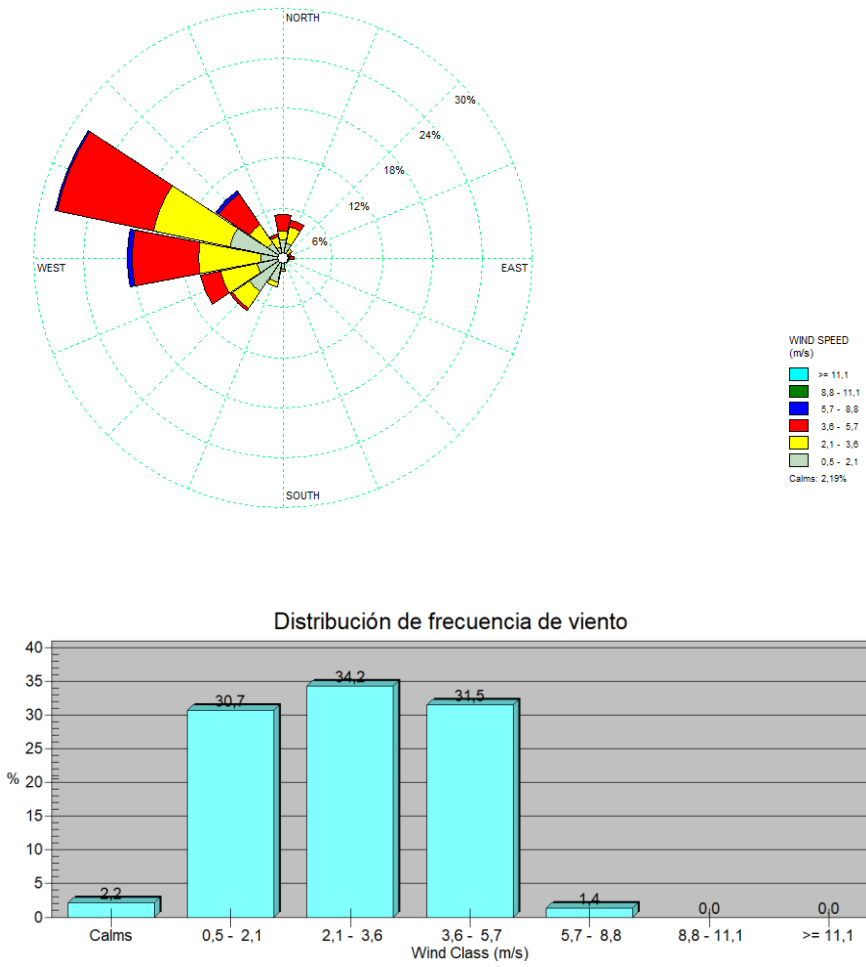 NORTH
30%
24%
18%
12%
6%
WEST
EAST
SOUTH
WIND SPEED
(m/s)
>= 11,1
8,8 - 11,1
5,7 - 8,8
3,6 - 5,7
2,1 - 3,6
0,5 - 2,1
Calms: 2,19%
Distribución de frecuencia de viento
40
35
30
25
20
15
10
5
0
%
2,2
30,7
34,2
31,5
1,4
0,0
0,0
Calms
0,5 - 2,1
2,1 - 3,6
3,6 - 5,7
5,7 - 8,8
8,8 - 11,1
>= 11,1
Wind Class (m/s)